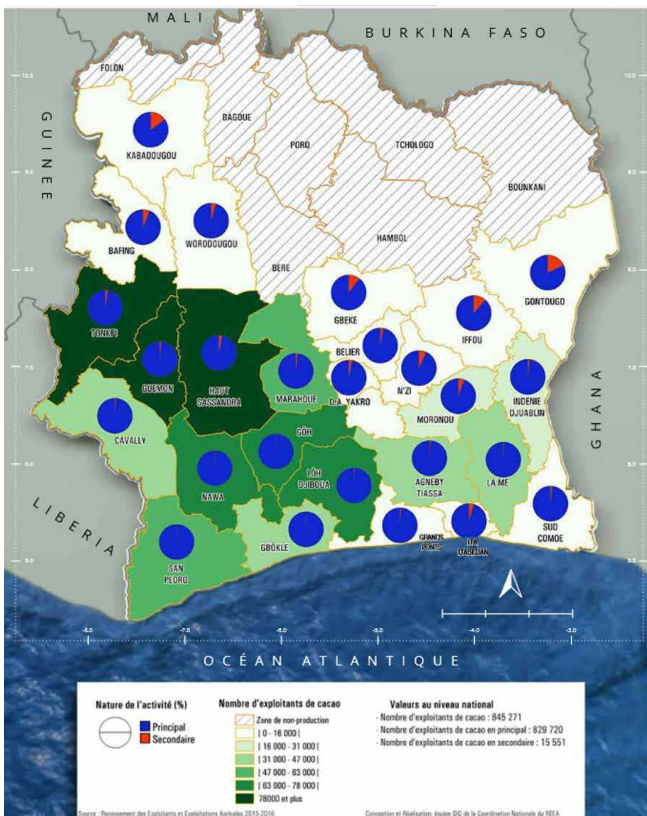 MALI
BURKINA FASO
FOLON
GUINEE
BAGOUE
PORO
TCHOLOGO
KABADOUGOU
BOUNKANI
BAFING
WORODOUGOU
HAMBOL
BERE
GONTOUGO
GBEKE
IFFOU
TONKPI
BELIER
GUEMON
HAUT
SASSANDRA
MARAHOUE
D.A. YAKRO
N'ZI
INDENIE
DJUABLIN
MORONOU
GHANA
CAVALLY
GÔH
LÔH
DJIBOUA
AGNEBY
TIASSA
LA ME
NAWA
LIBERIA
SUD
COMOE
GRANDS
PONTS
D.A.
D'ABIDJAN
GBÔKLE
SAN
PEDRO
OCÉAN ATLANTIQUE
Nature de l'activité (%)
Principal
Secondaire
Nombre d'exploitants de cacao
Zone de non-production
[ 0 - 16 000 [
[ 16 000 - 31 000 [
[ 31 000 - 47 000 [
[ 47 000 - 63 000 [
[ 63 000 - 78 000 [
78000 et plus
Valeurs au niveau national
- Nombre d'exploitants de cacao : 845 271
- Nombre d'exploitants de cacao en principal : 829 720
- Nombre d'exploitants de cacao en secondaire : 15 551
Source : Recensement des Exploitants et Exploitations Agricoles 2015-2016
Conception et Réalisation: équipe SIG de la Coordination Nationale du REEA